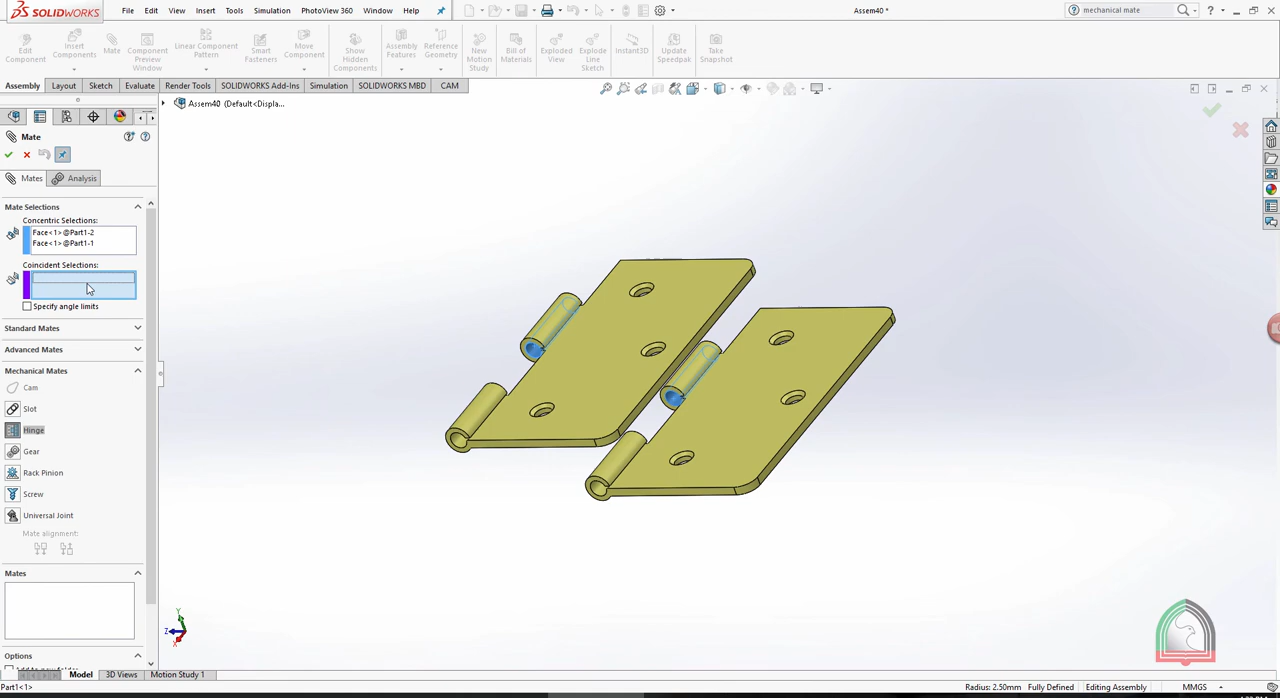 SOLIDWORKS
File Edit View Insert Tools Simulation PhotoView 360 Window Help
Assem40 *
mechanical mate
Edit Component
Insert Components
Mate
Component Preview Window
Linear Component Pattern
Smart Fasteners
Move Component
Show Hidden Components
Assembly Features
Reference Geometry
New Motion Study
Bill of Materials
Exploded View
Explode Line Sketch
Instant3D
Update Speedpak
Take Snapshot
Assembly Layout Sketch Evaluate Render Tools SOLIDWORKS Add-Ins Simulation SOLIDWORKS MBD CAM
Assem40 (Default<Displa...
Mate
Mates Analysis
Mate Selections
Concentric Selections:
Face<1>@Part1-2
Face<1>@Part1-1
Coincident Selections:
Specify angle limits
Standard Mates
Advanced Mates
Mechanical Mates
Cam
Slot
Hinge
Gear
Rack Pinion
Screw
Universal Joint
Mate alignment:
Mates
Options
Y
Z
X
Model 3D Views Motion Study 1
Part1<1>
Radius: 2.50mm Fully Defined Editing Assembly MMGS